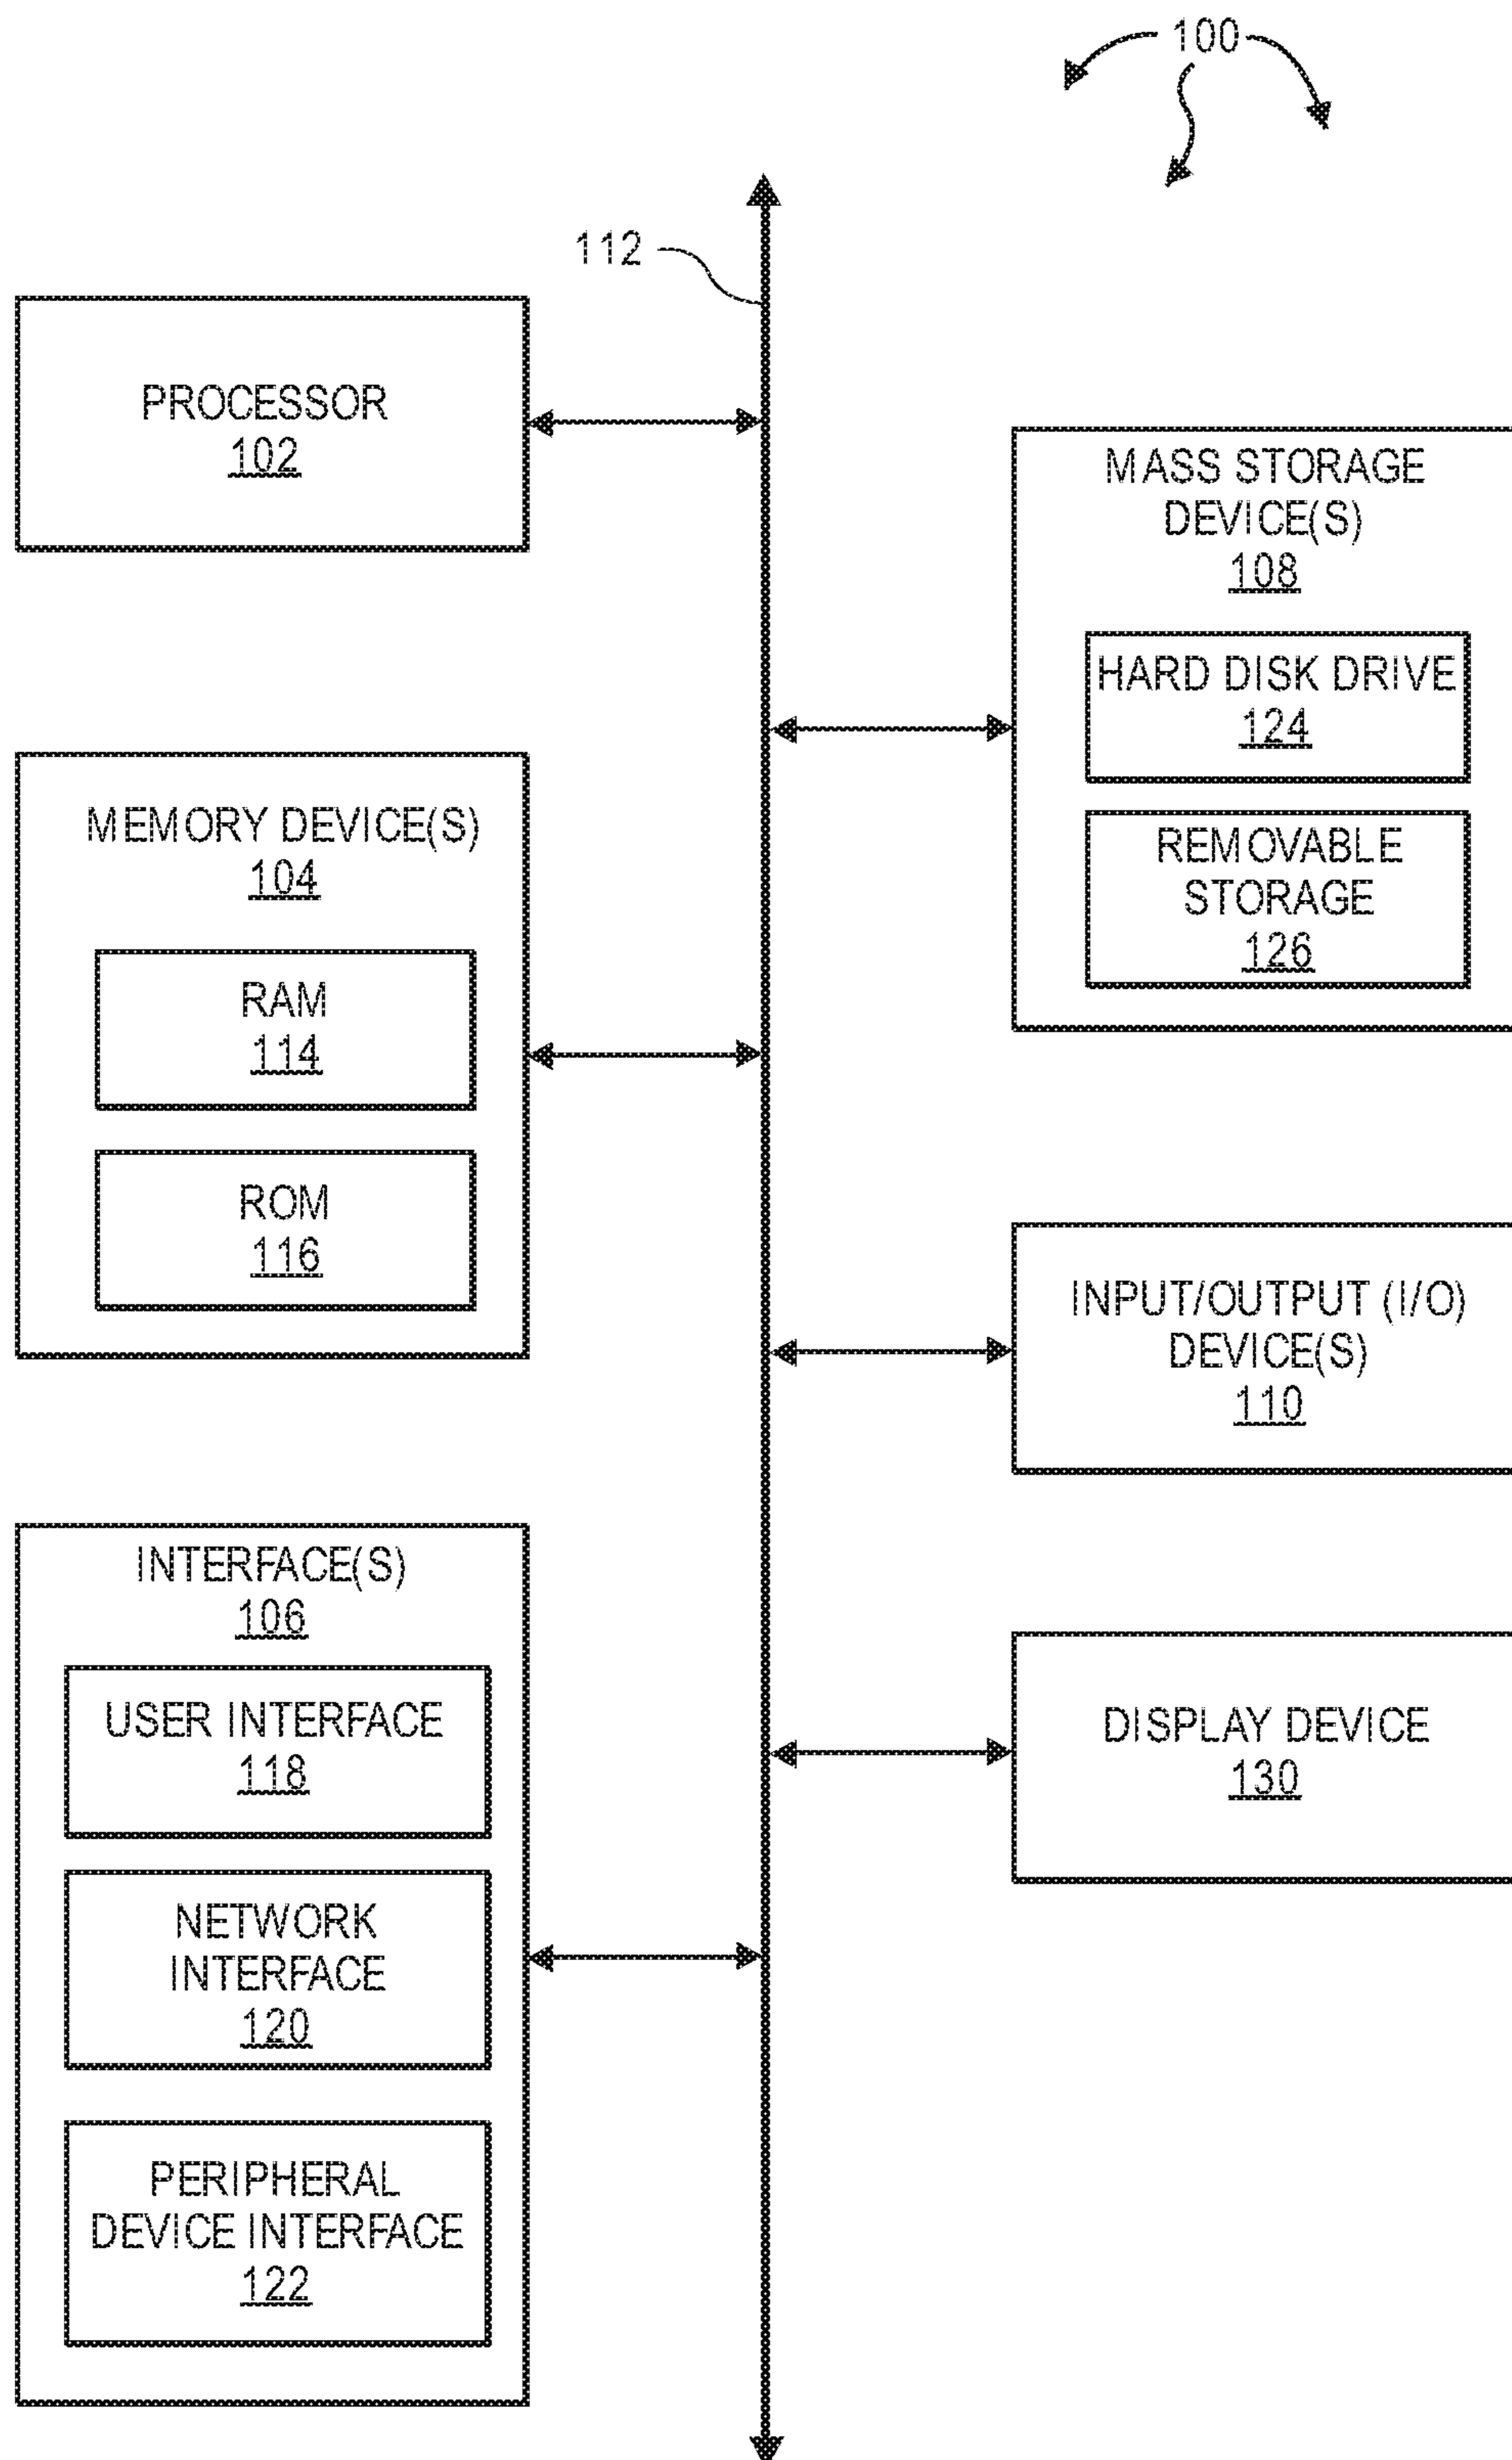 100
112
PROCESSOR
102
MEMORY DEVICE(S)
104
RAM
114
ROM
116
INTERFACE(S)
106
USER INTERFACE
118
NETWORK
INTERFACE
120
PERIPHERAL
DEVICE INTERFACE
122
MASS STORAGE
DEVICE(S)
108
HARD DISK DRIVE
124
REMOVABLE
STORAGE
126
INPUT/OUTPUT (I/O)
DEVICE(S)
110
DISPLAY DEVICE
130